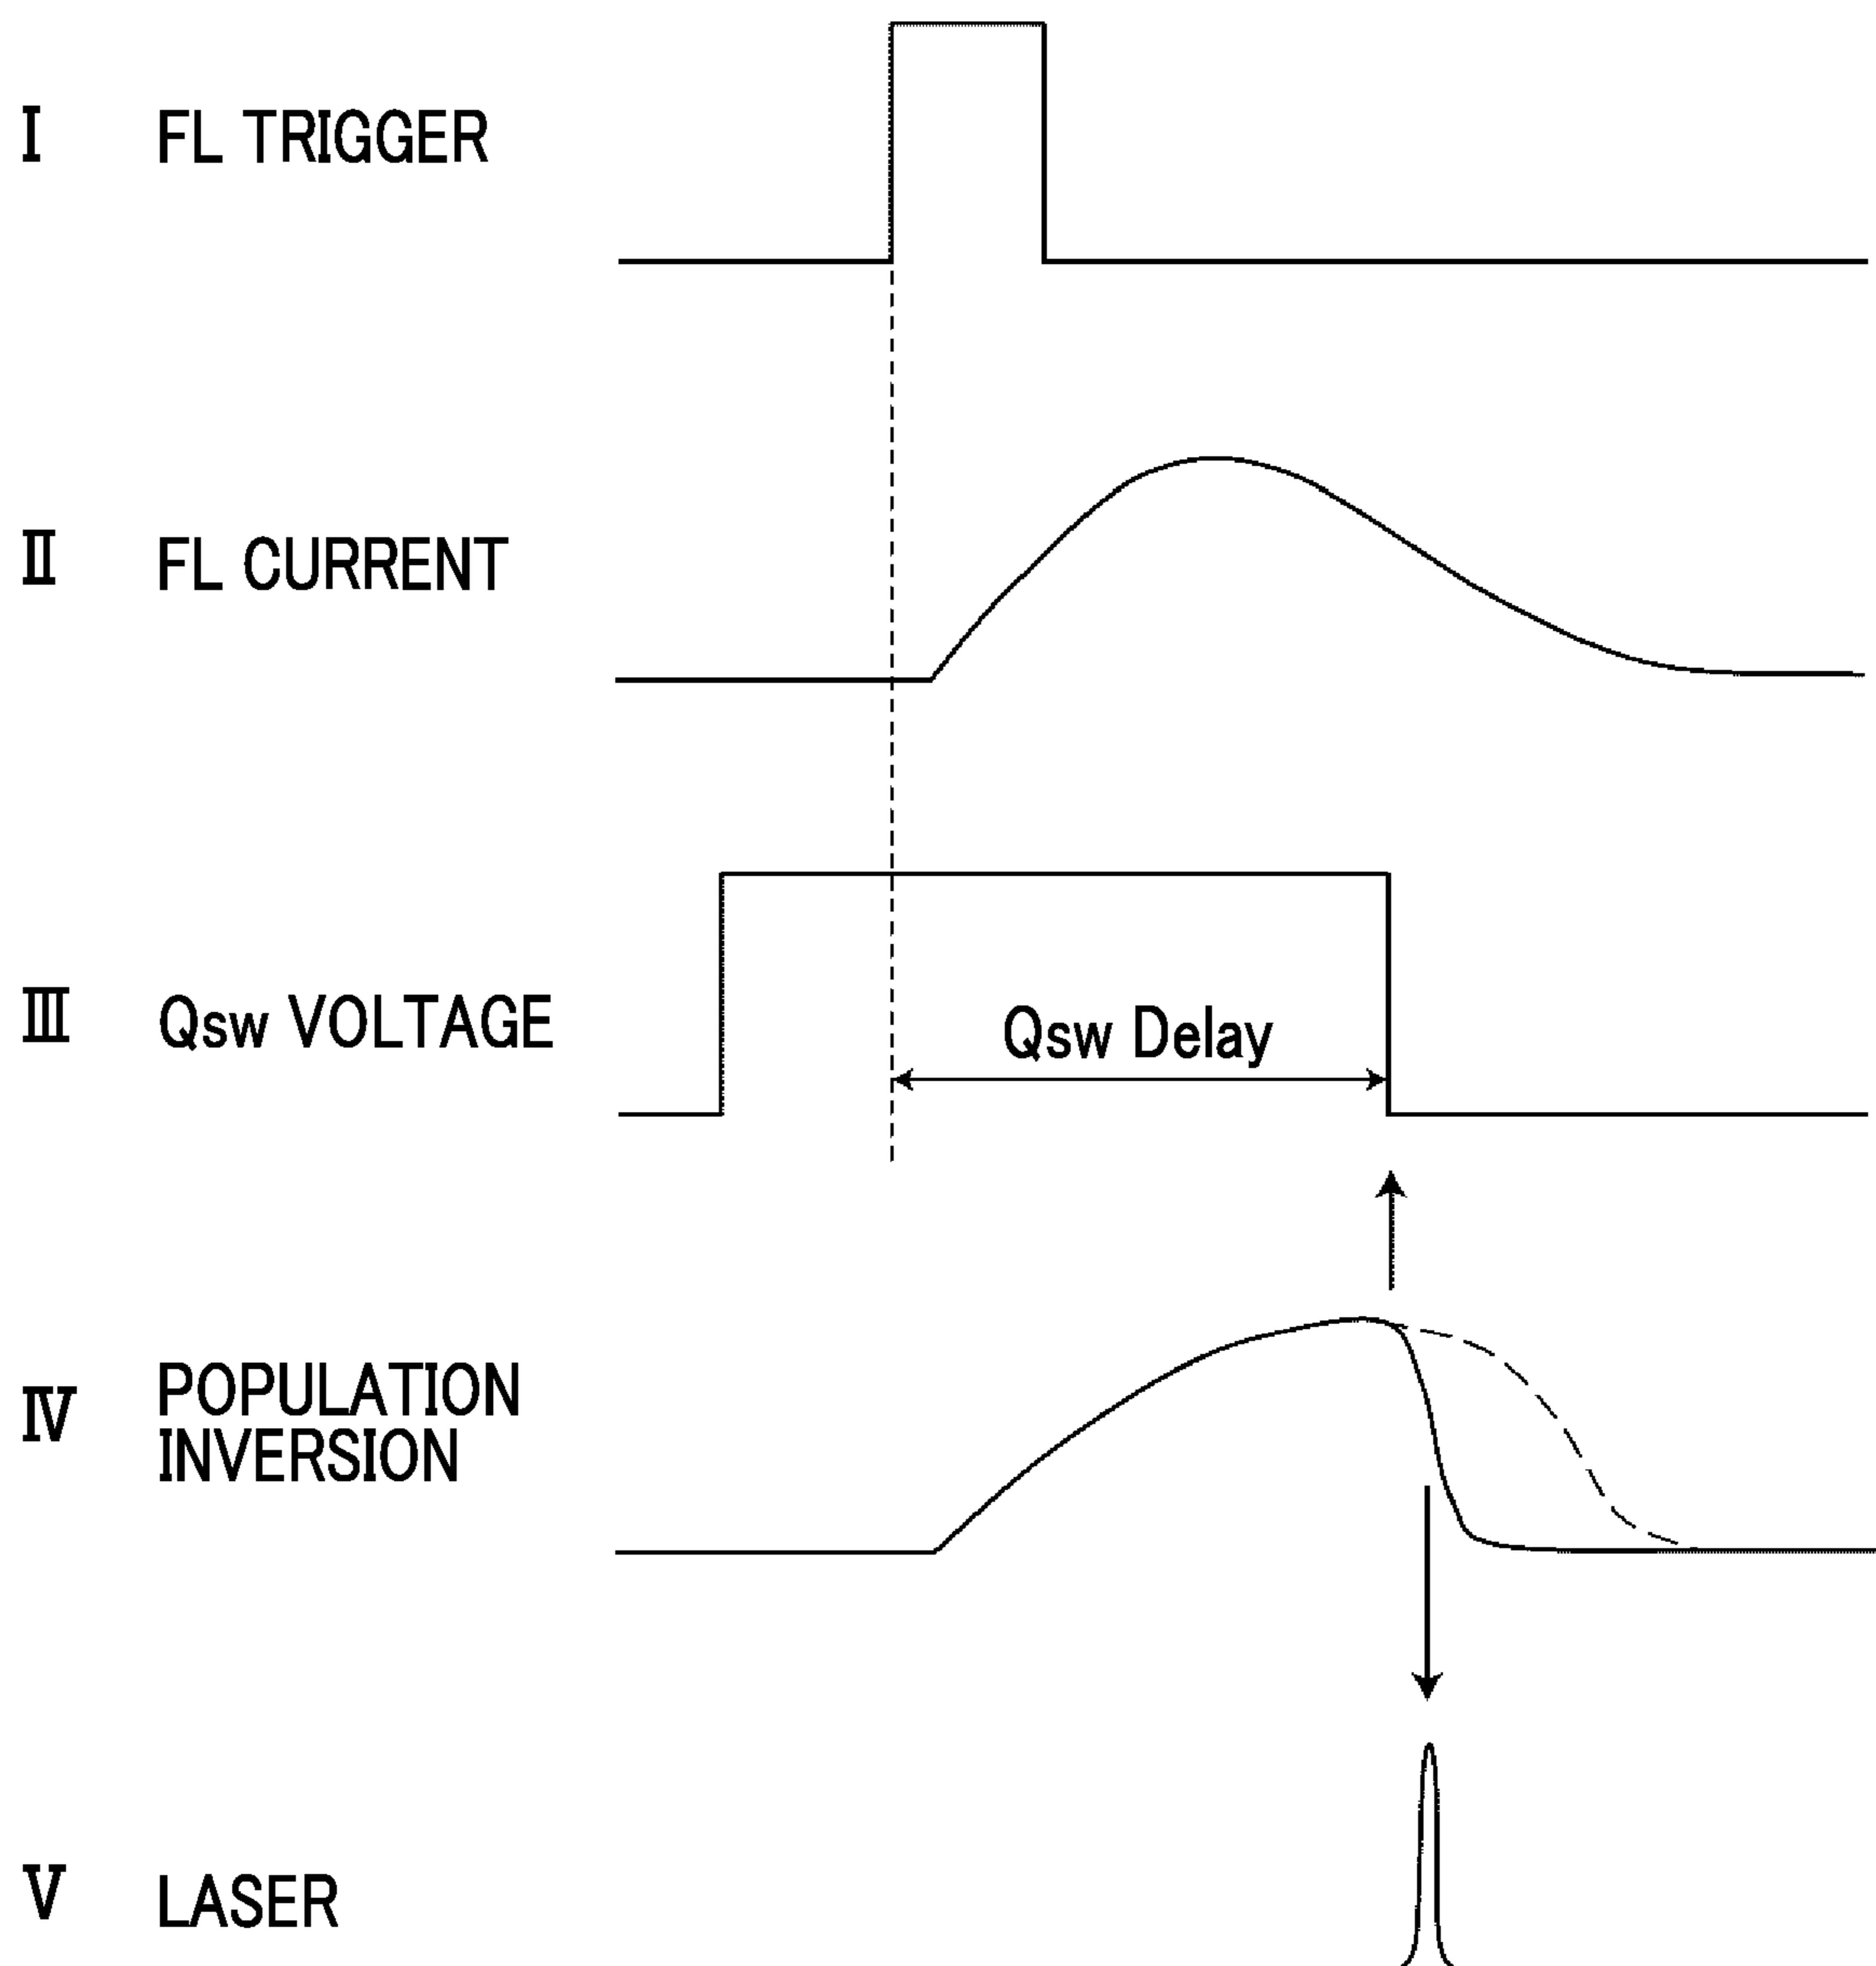 Ⅰ FL TRIGGER
Ⅱ FL CURRENT
Ⅲ Qsw VOLTAGE
Qsw Delay
Ⅳ POPULATION
INVERSION
Ⅴ LASER